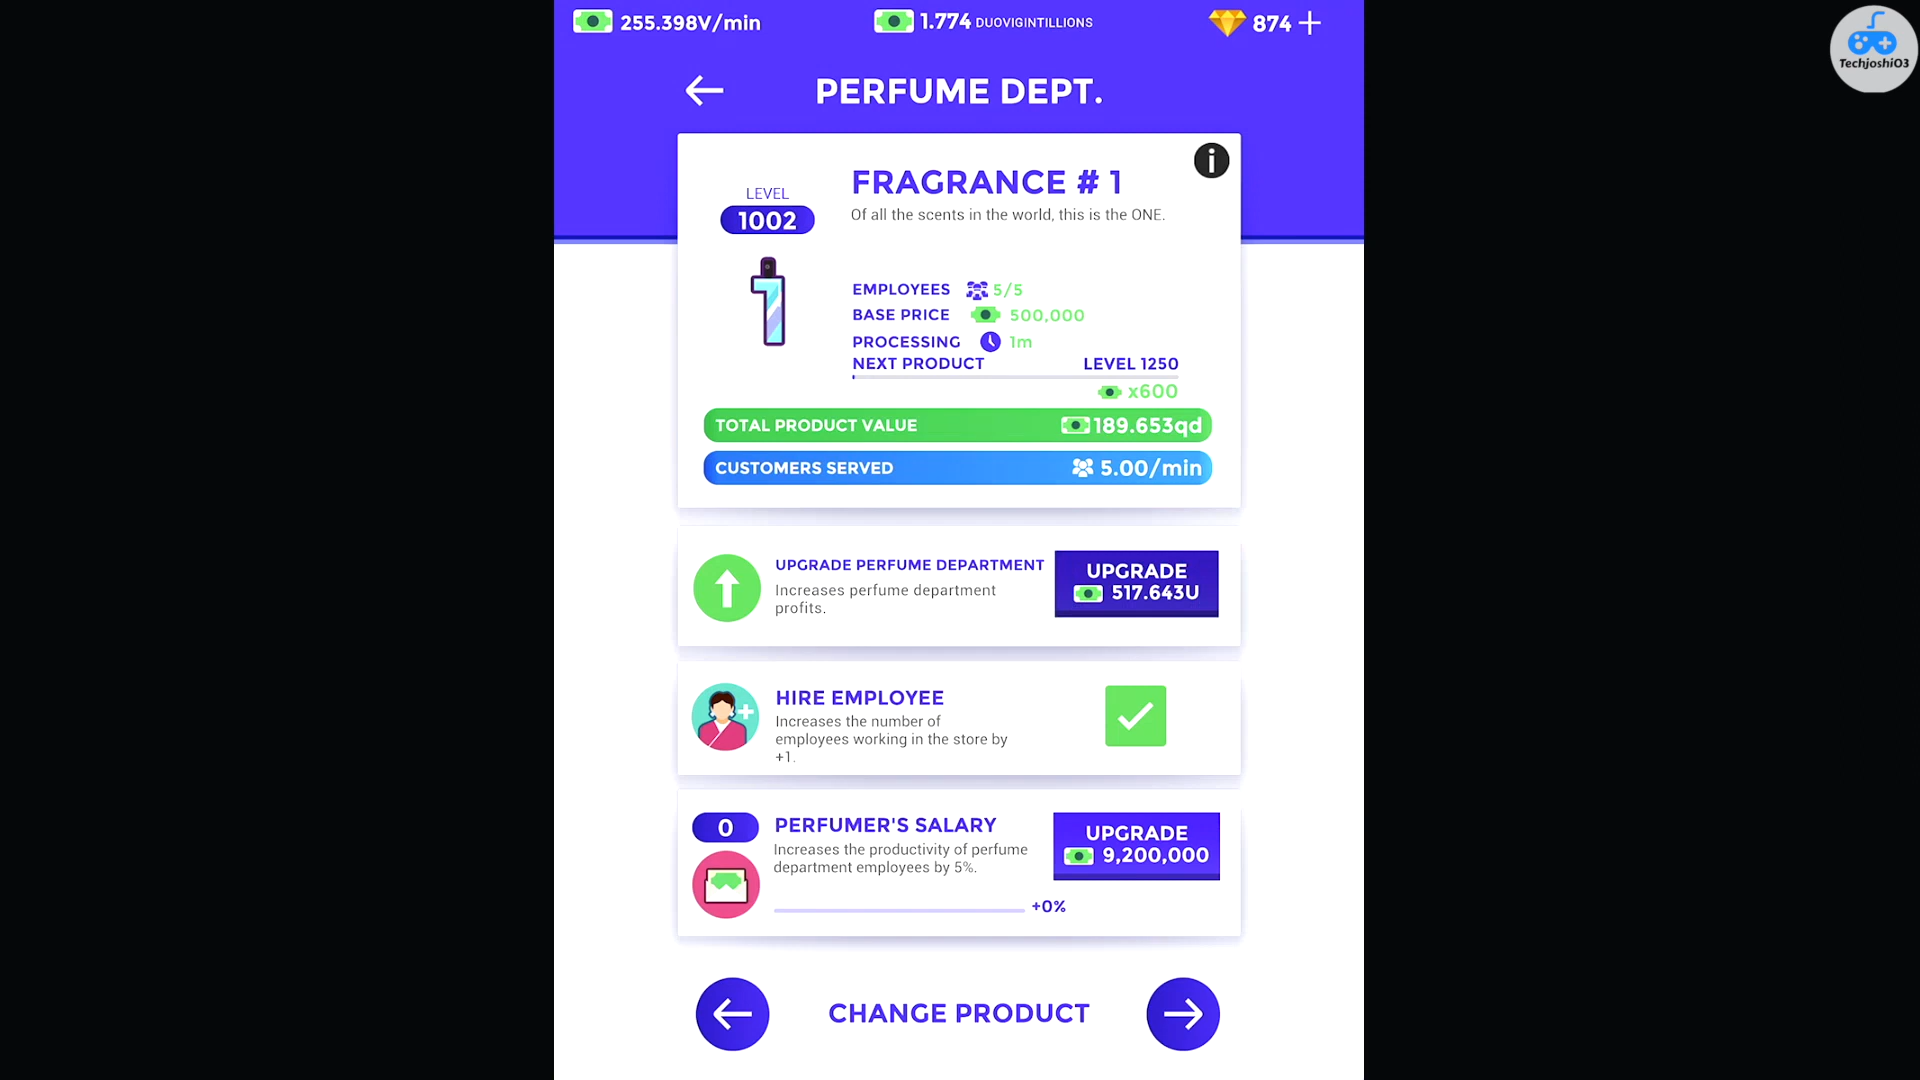 255.398V/min
1.774 DUOVIGINTILLIONS
874 +
TechjoshiO3
PERFUME DEPT.
i
LEVEL
1002
FRAGRANCE # 1
Of all the scents in the world, this is the ONE.
EMPLOYEES 5/5
BASE PRICE 500,000
PROCESSING 1m
NEXT PRODUCT LEVEL 1250
x600
TOTAL PRODUCT VALUE 189.653qd
CUSTOMERS SERVED 5.00/min
UPGRADE PERFUME DEPARTMENT
Increases perfume department
profits.
UPGRADE
517.643U
HIRE EMPLOYEE
Increases the number of
employees working in the store by
+1.
0
PERFUMER'S SALARY
Increases the productivity of perfume
department employees by 5%.
+0%
UPGRADE
9,200,000
CHANGE PRODUCT